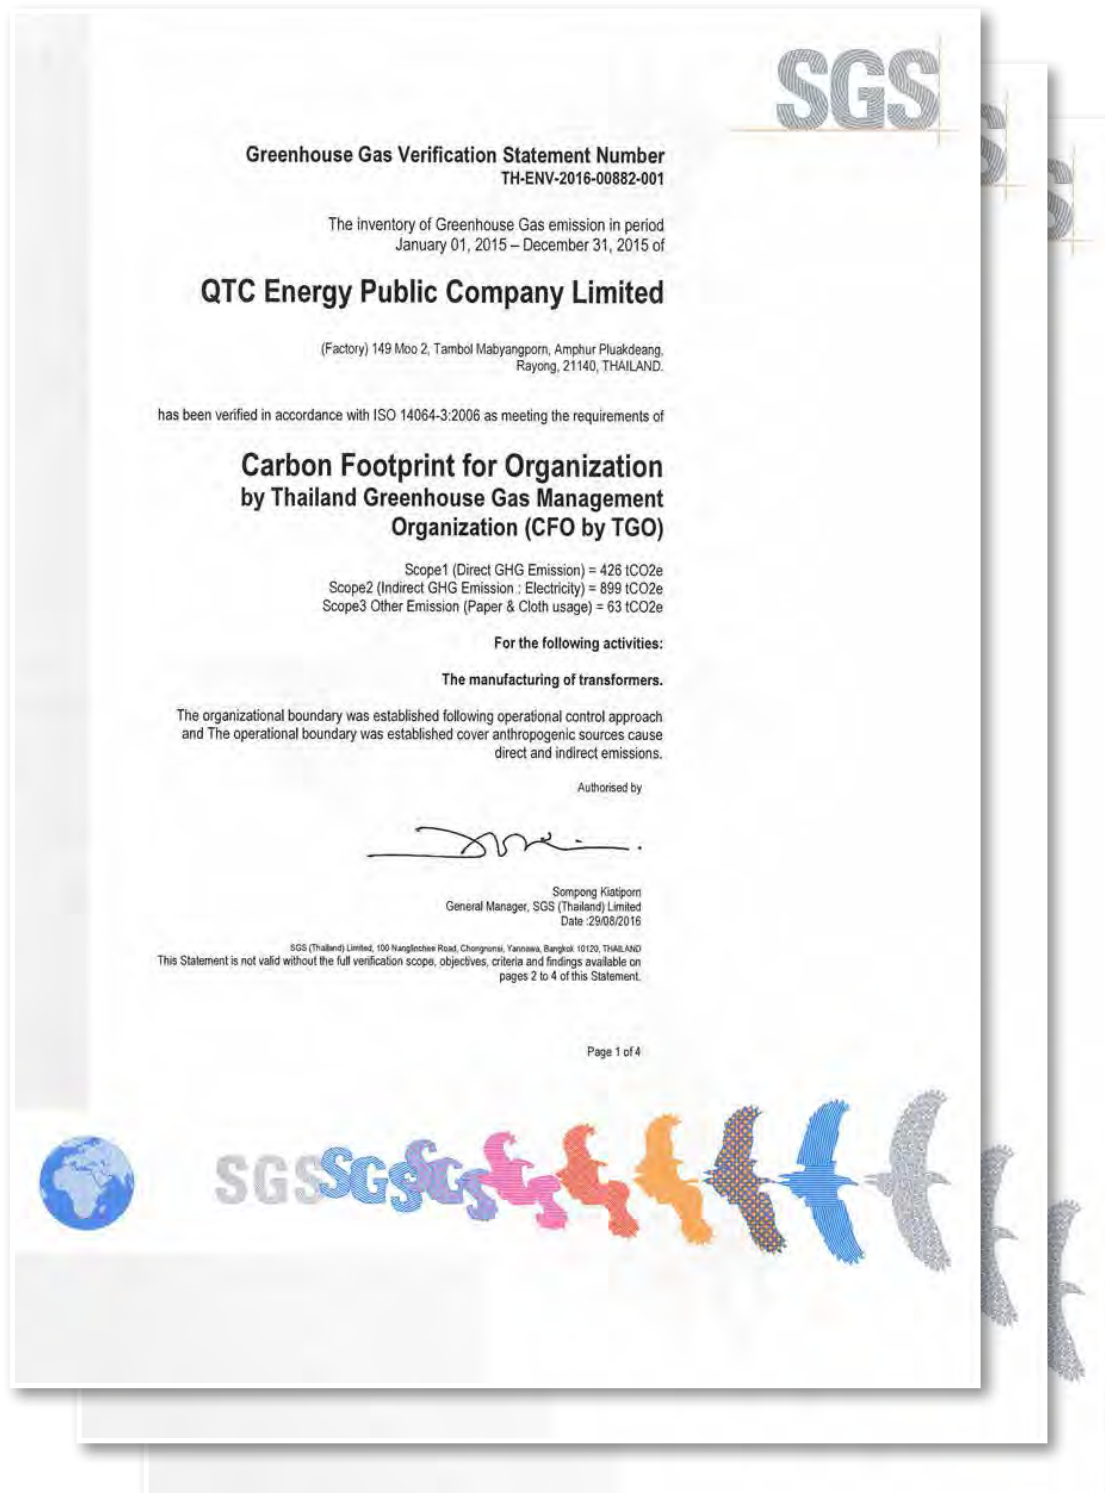 SGS
Greenhouse Gas Verification Statement Number
TH-ENV-2016-00882-001
The inventory of Greenhouse Gas emission in period
January 01, 2015 – December 31, 2015 of
QTC Energy Public Company Limited
(Factory) 149 Moo 2, Tambol Mabyangporn, Amphur Pluakdeang,
Rayong, 21140, THAILAND.
has been verified in accordance with ISO 14064-3:2006 as meeting the requirements of
Carbon Footprint for Organization
by Thailand Greenhouse Gas Management
Organization (CFO by TGO)
Scope1 (Direct GHG Emission) = 426 tCO2e
Scope2 (Indirect GHG Emission : Electricity) = 899 tCO2e
Scope3 Other Emission (Paper & Cloth usage) = 63 tCO2e
For the following activities:
The manufacturing of transformers.
The organizational boundary was established following operational control approach
and The operational boundary was established cover anthropogenic sources cause
direct and indirect emissions.
Authorised by
Sompong Kiatiporn
General Manager, SGS (Thailand) Limited
Date :29/08/2016
SGS (Thailand) Limited, 100 Nanglinchee Road, Chongnonsi, Yannawa, Bangkok 10120, THAILAND
This Statement is not valid without the full verification scope, objectives, criteria and findings available on
pages 2 to 4 of this Statement.
Page 1 of 4
SGS SGS SGS